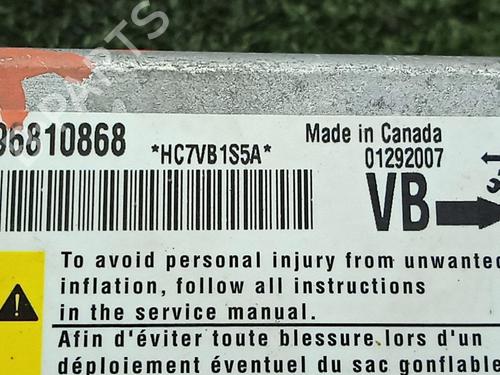 96810868
*HC7VB1S5A*
Made in Canada
01292007
VB
To avoid personal injury from unwanted
inflation, follow all instructions
in the service manual.
Afin d'éviter toute blessure lors d'un
déploiement éventuel du sac gonflable